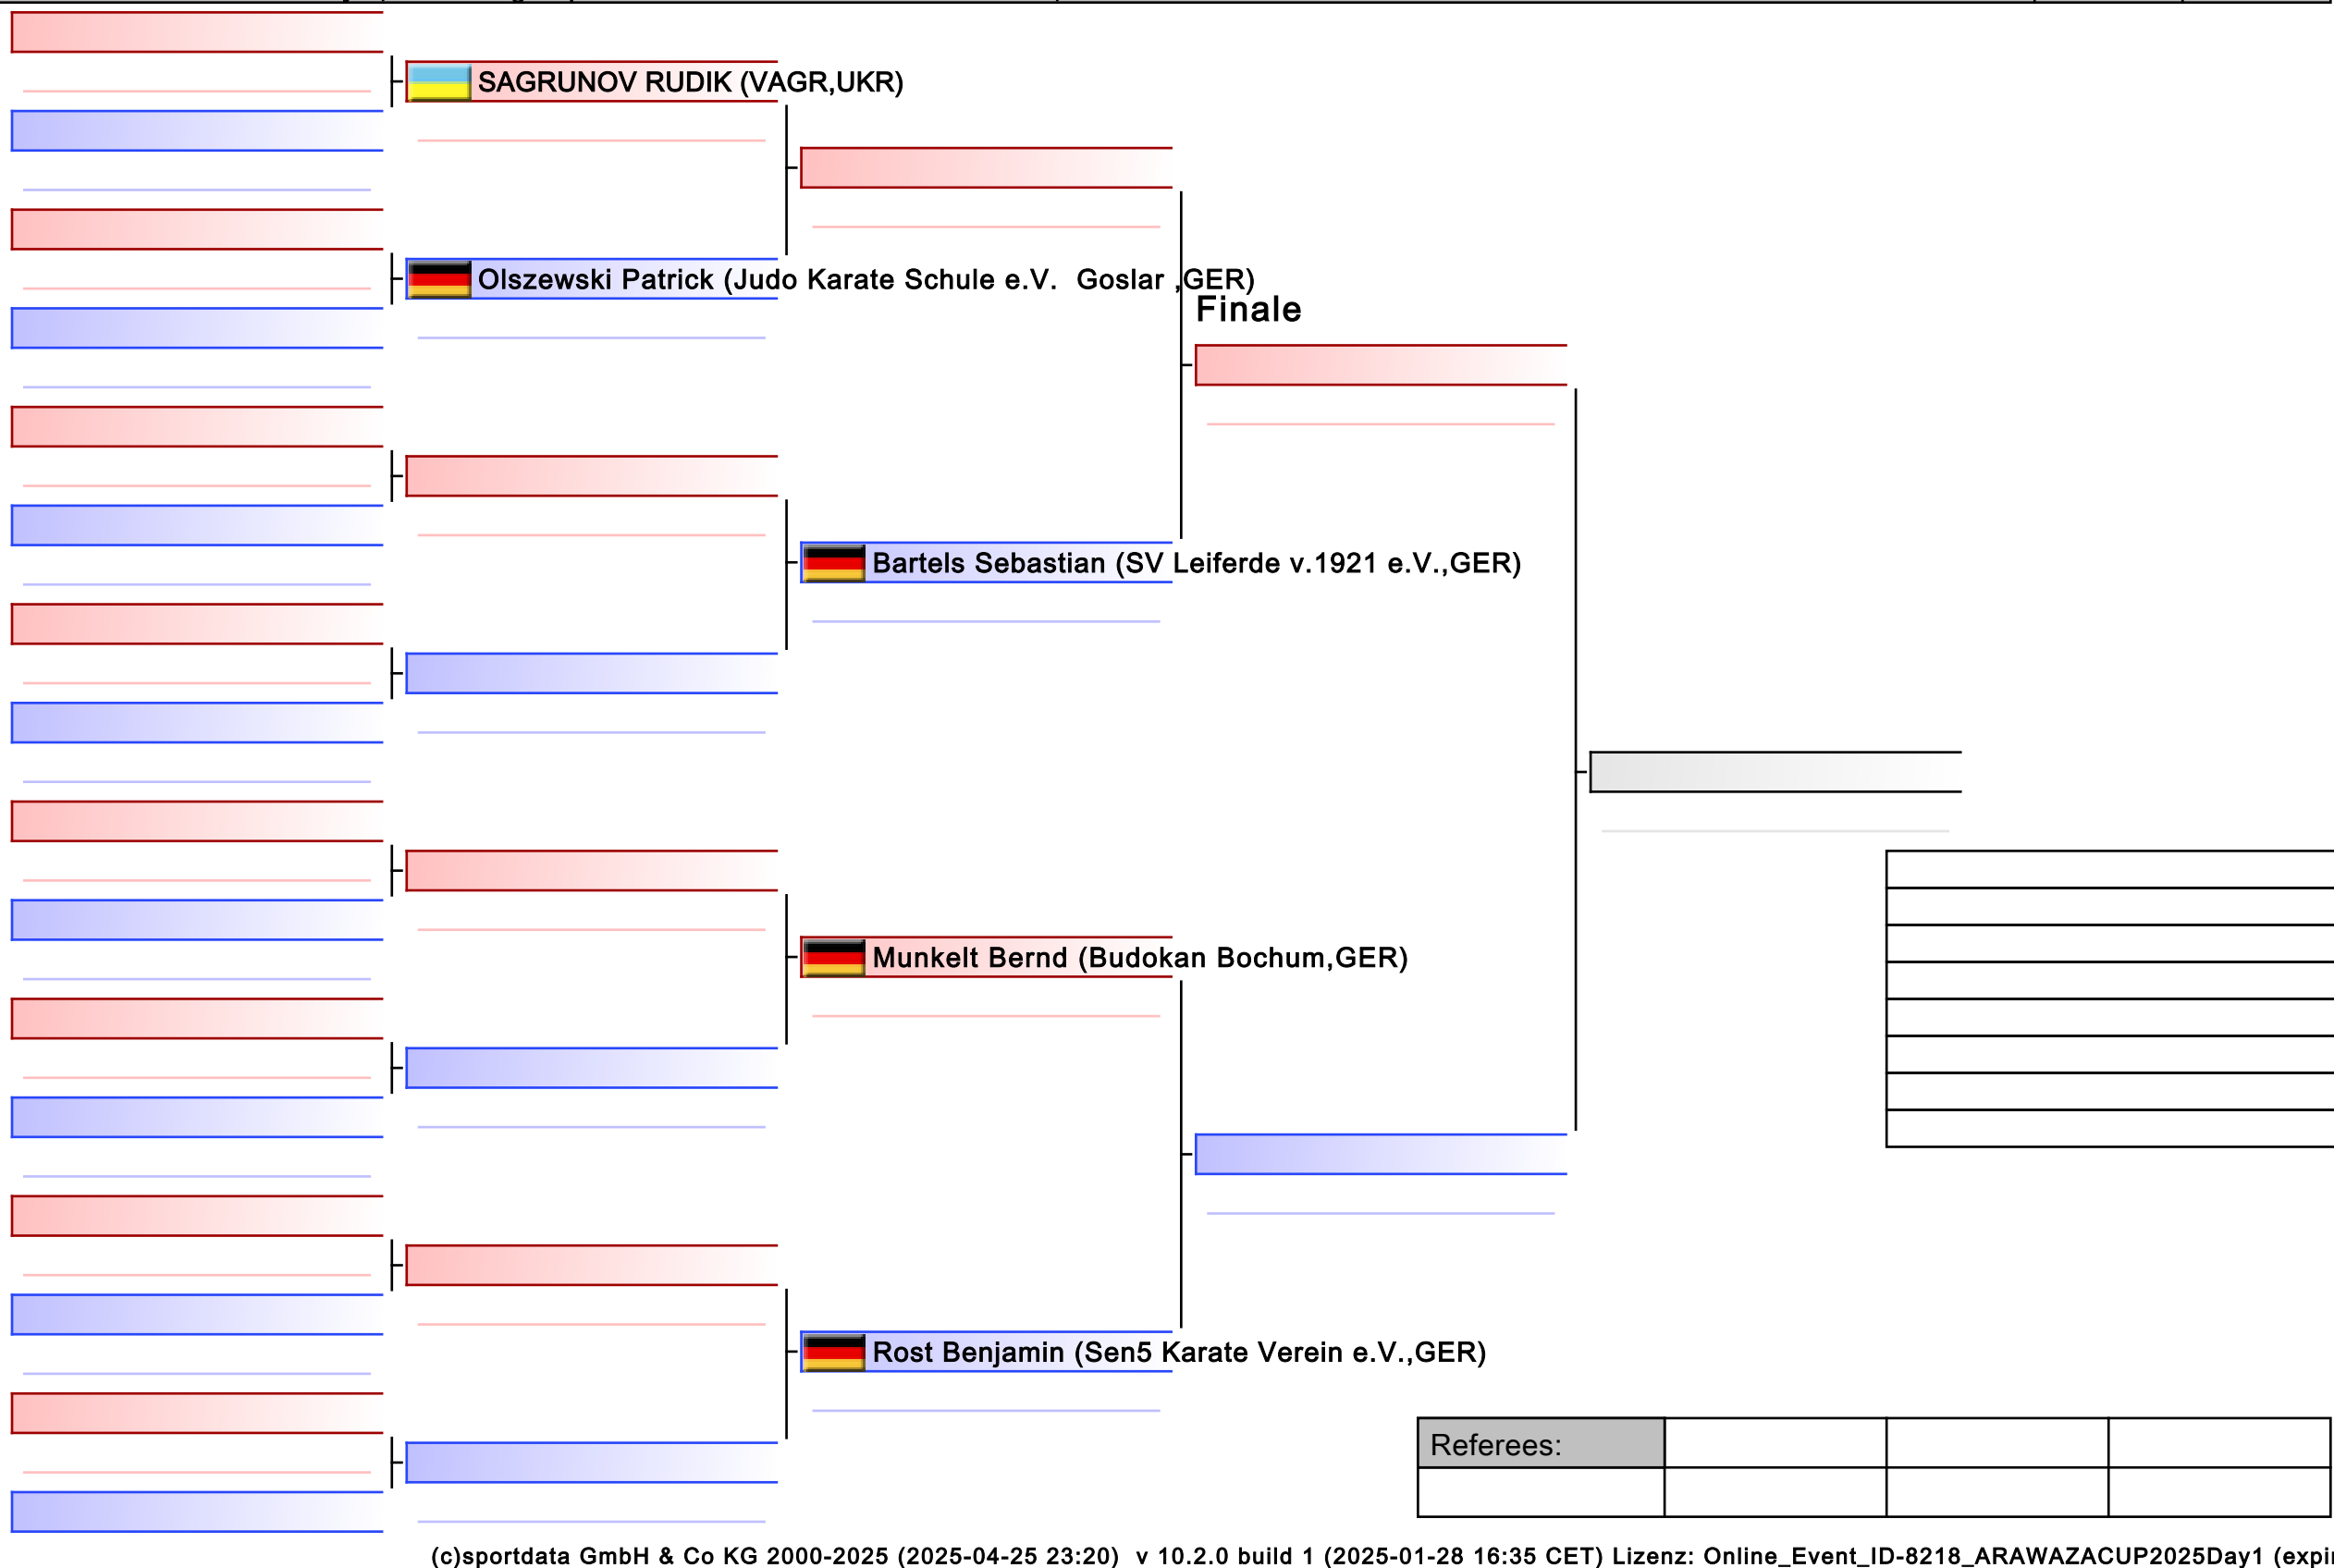 SAGRUNOV RUDIK (VAGR,UKR)
Olszewski Patrick (Judo Karate Schule e.V.  Goslar ,GER)
Finale
Bartels Sebastian (SV Leiferde v.1921 e.V.,GER)
Munkelt Bernd (Budokan Bochum,GER)
Rost Benjamin (Sen5 Karate Verein e.V.,GER)
Referees:
(c)sportdata GmbH & Co KG 2000-2025 (2025-04-25 23:20)  v 10.2.0 build 1 (2025-01-28 16:35 CET) Lizenz: Online_Event_ID-8218_ARAWAZACUP2025Day1 (expi